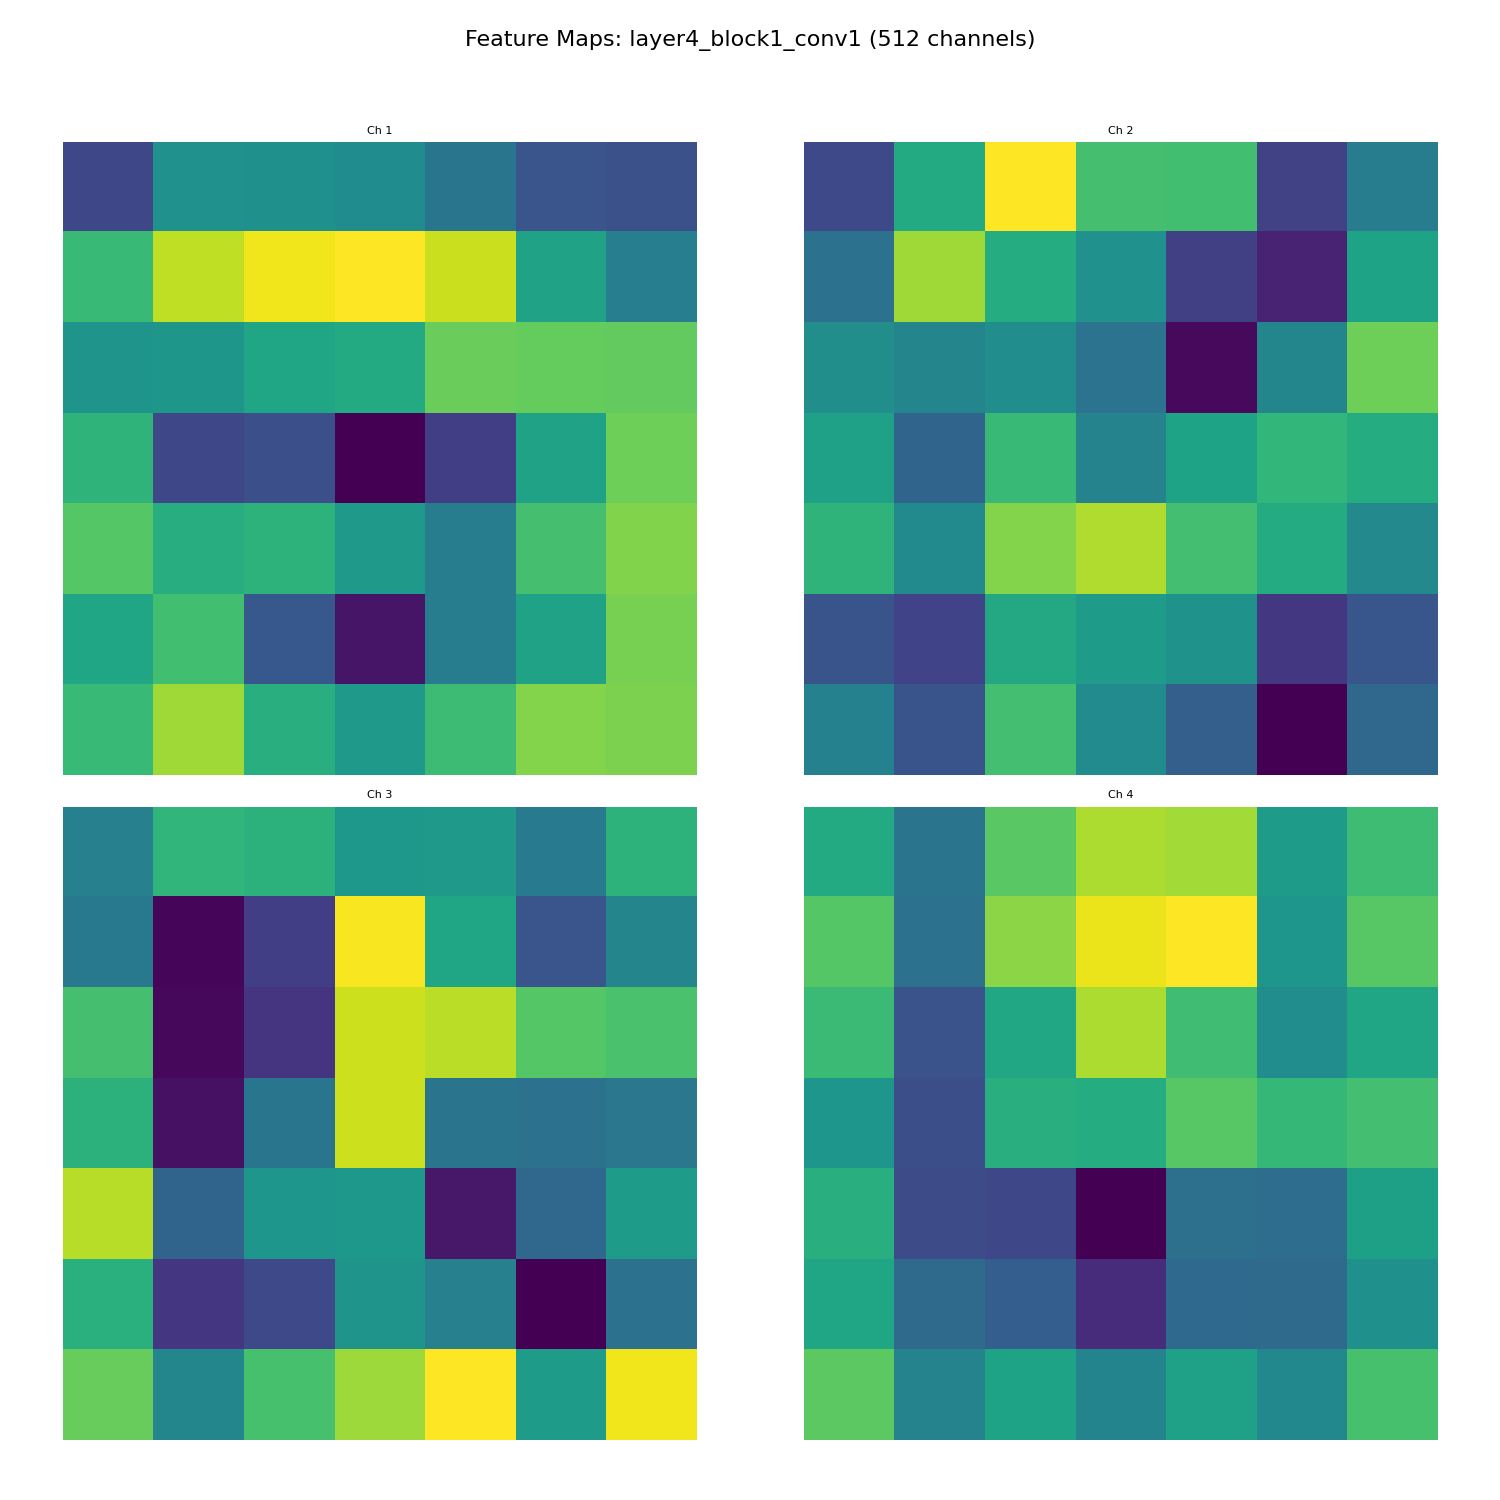 Feature Maps: layer4_block1_conv1 (512 channels)
Ch 1
Ch 2
Ch 3
Ch 4